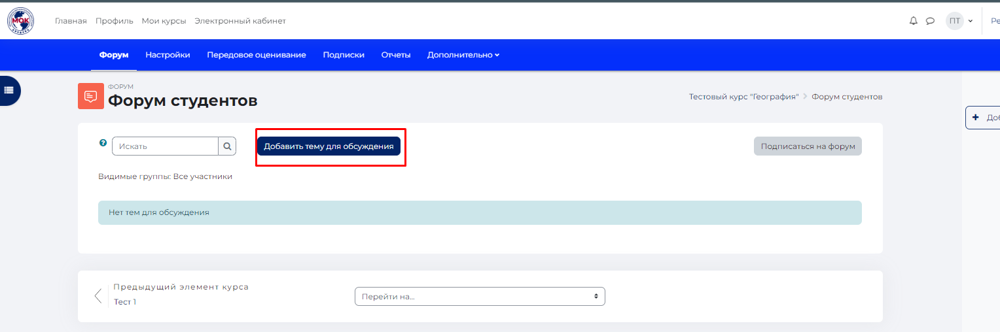 МОК
Главная Профиль Мои курсы Электронный кабинет
ПТ
Ре
Форум Настройки Передовое оценивание Подписки Отчеты Дополнительно
ФОРУМ
Форум студентов
Тестовый курс "География" Форум студентов
Доб
Искать
Добавить тему для обсуждения
Подписаться на форум
Видимые группы: Все участники
Нет тем для обсуждения
Предыдущий элемент курса
Тест 1
Перейти на...